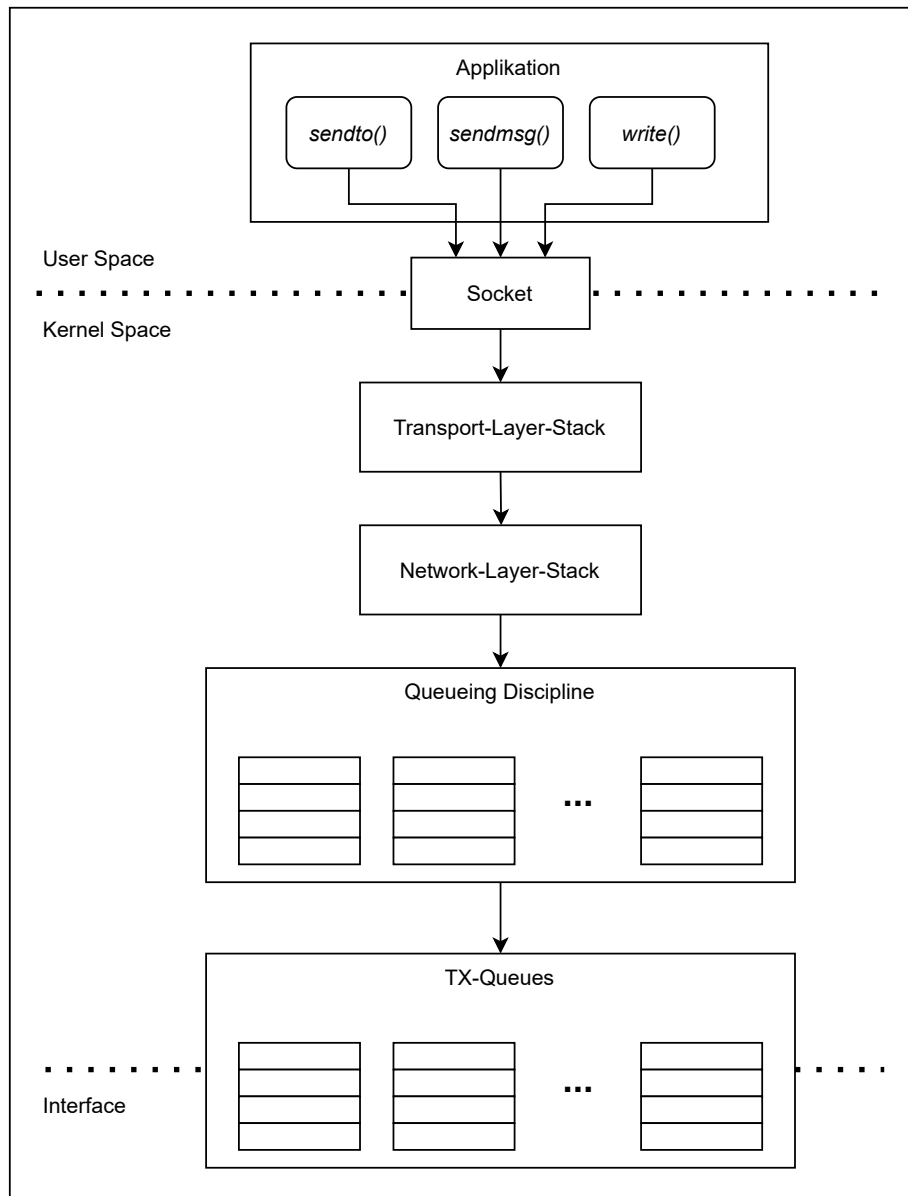 Applikation
sendto()
sendmsg()
write()
User Space
Socket
Kernel Space
Transport-Layer-Stack
Network-Layer-Stack
Queueing Discipline
...
TX-Queues
...
Interface